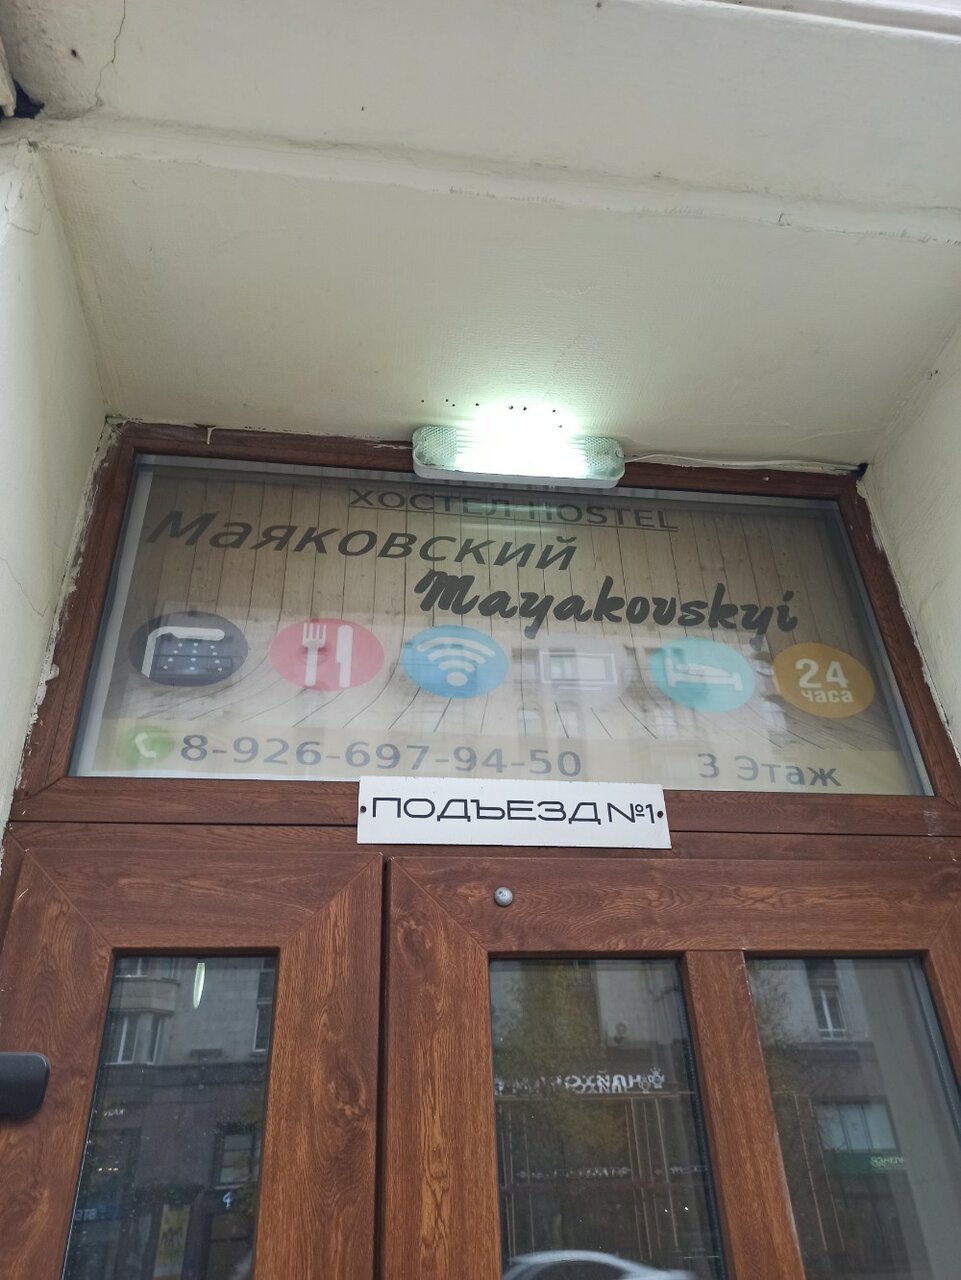 ХОСТЕЛ HOSTEL
Маяковский
Mayakovskyi
24
часа
8-926-697-94-50
3 Этаж
ПОДЪЕЗД №1